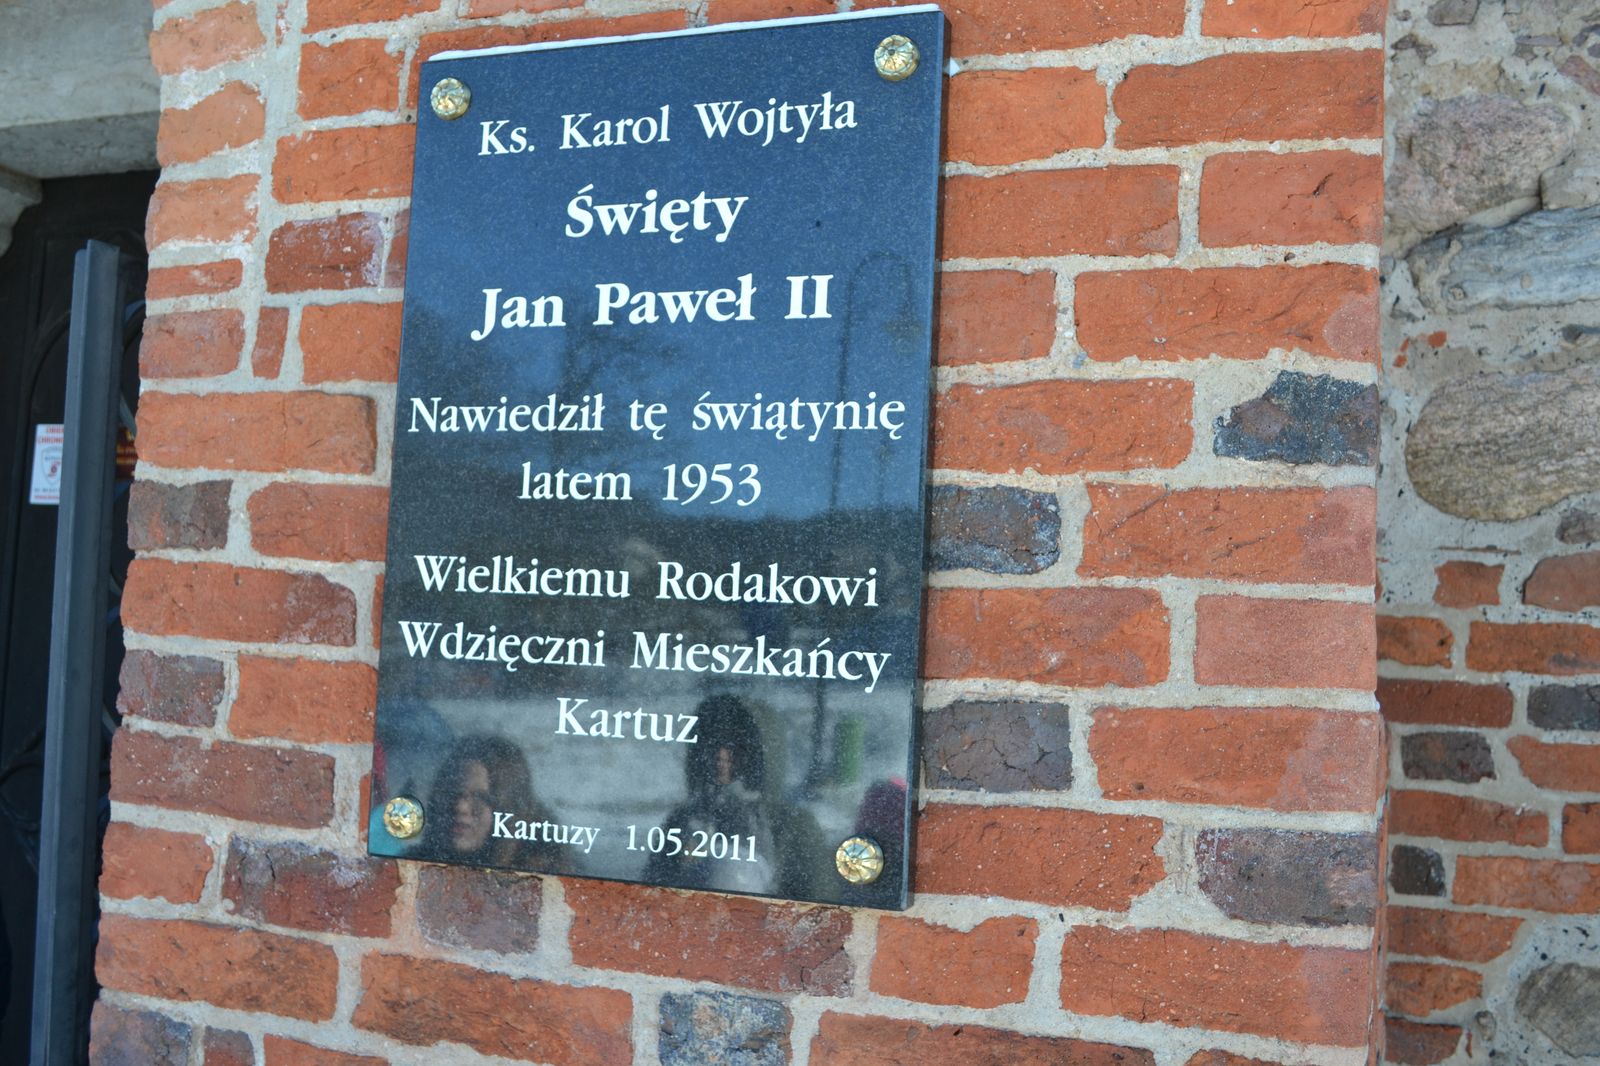 Ks. Karol Wojtyła
Święty
Jan Paweł II
Nawiedził tę świątynię
latem 1953
Wielkiemu Rodakowi
Wdzięczni Mieszkańcy
Kartuz
Kartuzy 1.05.2011